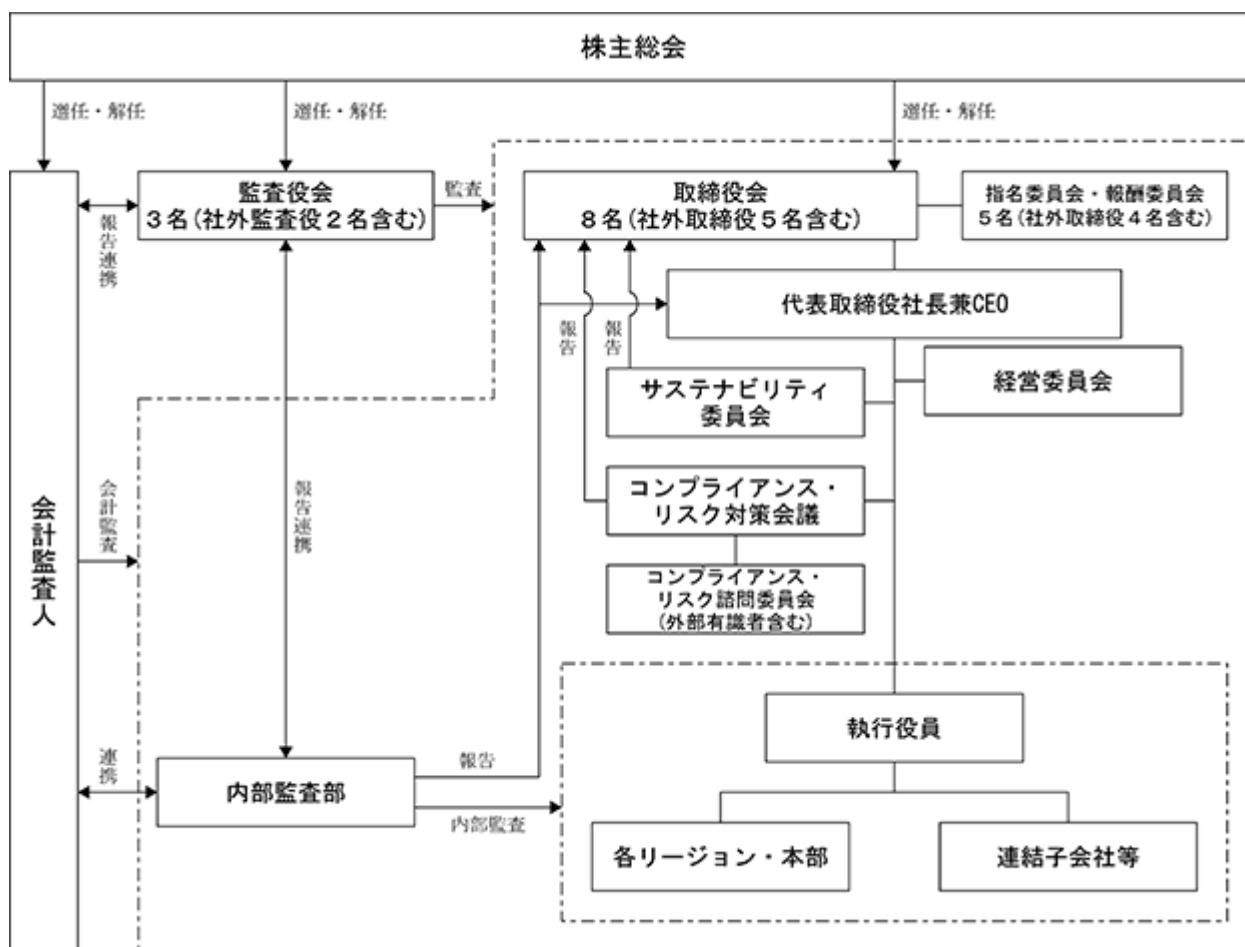 株主総会
選任・解任
選任・解任
選任・解任
監査役会
3名(社外監査役2名含む)
監査
取締役会
8名(社外取締役5名含む)
指名委員会・報酬委員会
5名(社外取締役4名含む)
報告連携
代表取締役社長兼CEO
報告
報告
サステナビリティ
委員会
経営委員会
会計監査人
会計監査
報告連携
コンプライアンス・
リスク対策会議
コンプライアンス・
リスク諮問委員会
(外部有識者含む)
執行役員
連携
内部監査部
報告
内部監査
各リージョン・本部
連結子会社等